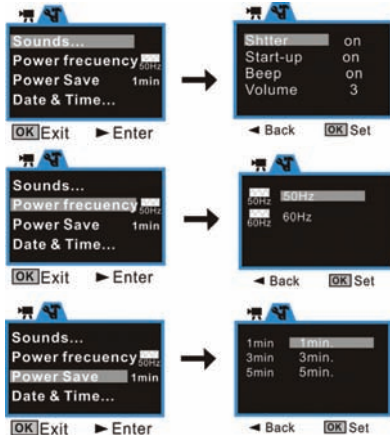 Sounds...
Power frecuency 50Hz
Power Save 1min
Date & Time...
OK Exit ► Enter
Shtter on
Start-up on
Beep on
Volume 3
◄ Back OK Set
Sounds...
Power frecuency 50Hz
Power Save 1min
Date & Time...
OK Exit ► Enter
50Hz 50Hz
60Hz 60Hz
◄ Back OK Set
Sounds...
Power frecuency 50Hz
Power Save 1min
Date & Time...
OK Exit ► Enter
1min 1min.
3min 3min.
5min 5min.
◄ Back OK Set